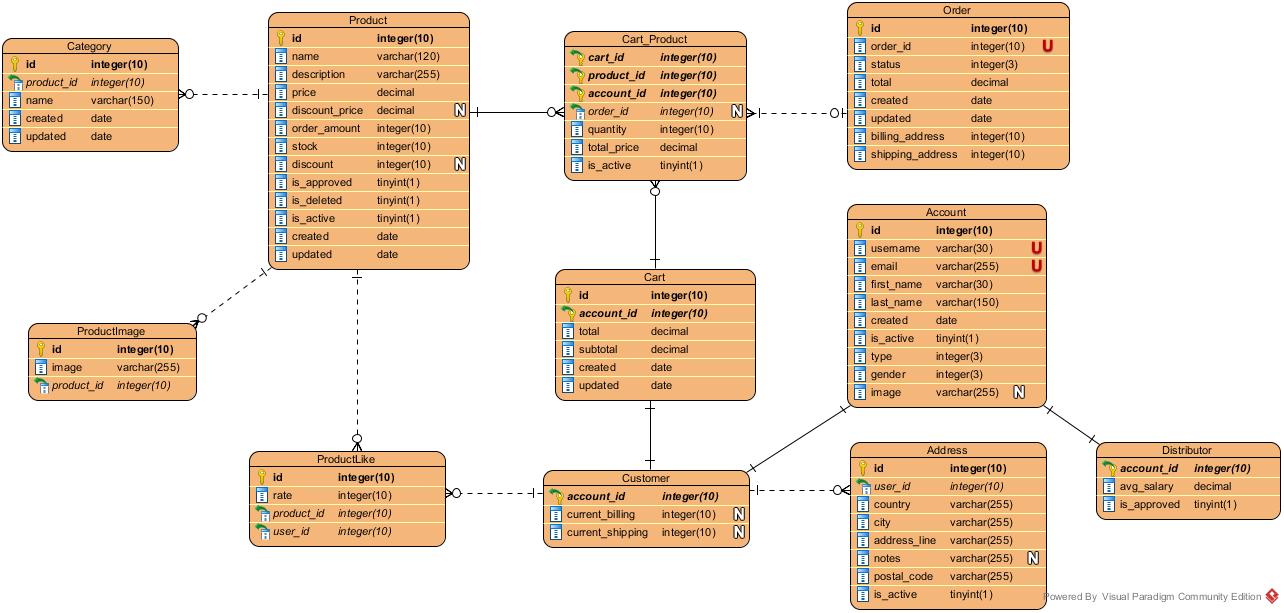 Category
id integer(10)
product_id integer(10)
name varchar(150)
created date
updated date
Product
id integer(10)
name varchar(120)
description varchar(255)
price decimal
discount_price decimal N
order_amount integer(10)
stock integer(10)
discount integer(10) N
is_approved tinyint(1)
is_deleted tinyint(1)
is_active tinyint(1)
created date
updated date
Cart_Product
cart_id integer(10)
product_id integer(10)
account_id integer(10)
order_id integer(10) N
quantity integer(10)
total_price decimal
is_active tinyint(1)
Order
id integer(10)
order_id integer(10) U
status integer(3)
total decimal
created date
updated date
billing_address integer(10)
shipping_address integer(10)
Account
id integer(10)
username varchar(30) U
email varchar(255) U
first_name varchar(30)
last_name varchar(150)
created date
is_active tinyint(1)
type integer(3)
gender integer(3)
image varchar(255) N
Cart
id integer(10)
account_id integer(10)
total decimal
subtotal decimal
created date
updated date
ProductImage
id integer(10)
image varchar(255)
product_id integer(10)
ProductLike
id integer(10)
rate integer(10)
product_id integer(10)
user_id integer(10)
Customer
account_id integer(10)
current_billing integer(10) N
current_shipping integer(10) N
Address
id integer(10)
user_id integer(10)
country varchar(255)
city varchar(255)
address_line varchar(255)
notes varchar(255) N
postal_code varchar(255)
is_active tinyint(1)
Distributor
account_id integer(10)
avg_salary decimal
is_approved tinyint(1)
Powered By Visual Paradigm Community Edition